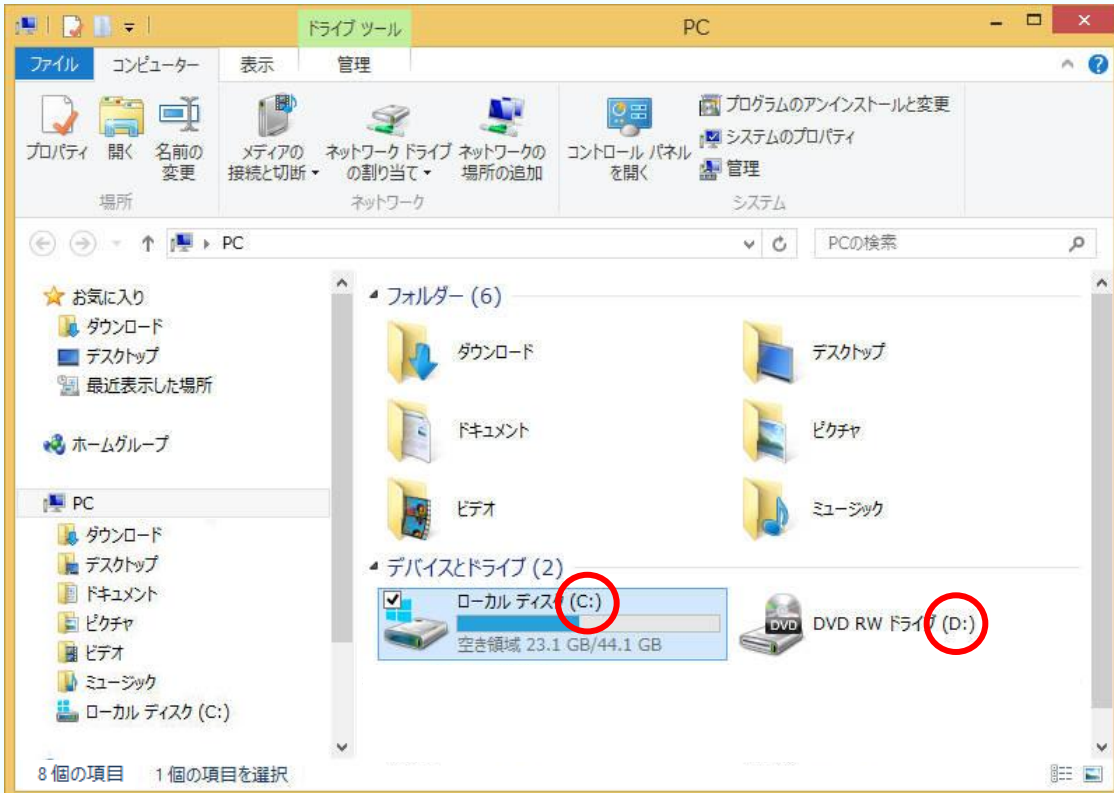 ドライブ ツール
PC
ファイル
コンピューター
表示
管理
プロパティ
開く
名前の
変更
メディアの
接続と切断
ネットワーク ドライブ
の割り当て
ネットワークの
場所の追加
コントロール パネル
を開く
プログラムのアンインストールと変更
システムのプロパティ
管理
場所
ネットワーク
システム
PC
PCの検索
お気に入り
ダウンロード
デスクトップ
最近表示した場所
ホームグループ
PC
ダウンロード
デスクトップ
ドキュメント
ピクチャ
ビデオ
ミュージック
ローカル ディスク (C:)
フォルダー (6)
ダウンロード
デスクトップ
ドキュメント
ピクチャ
ビデオ
ミュージック
デバイスとドライブ (2)
ローカル ディスク (C:)
空き領域 23.1 GB/44.1 GB
DVD
DVD RW ドライブ (D:)
8 個の項目
1 個の項目を選択